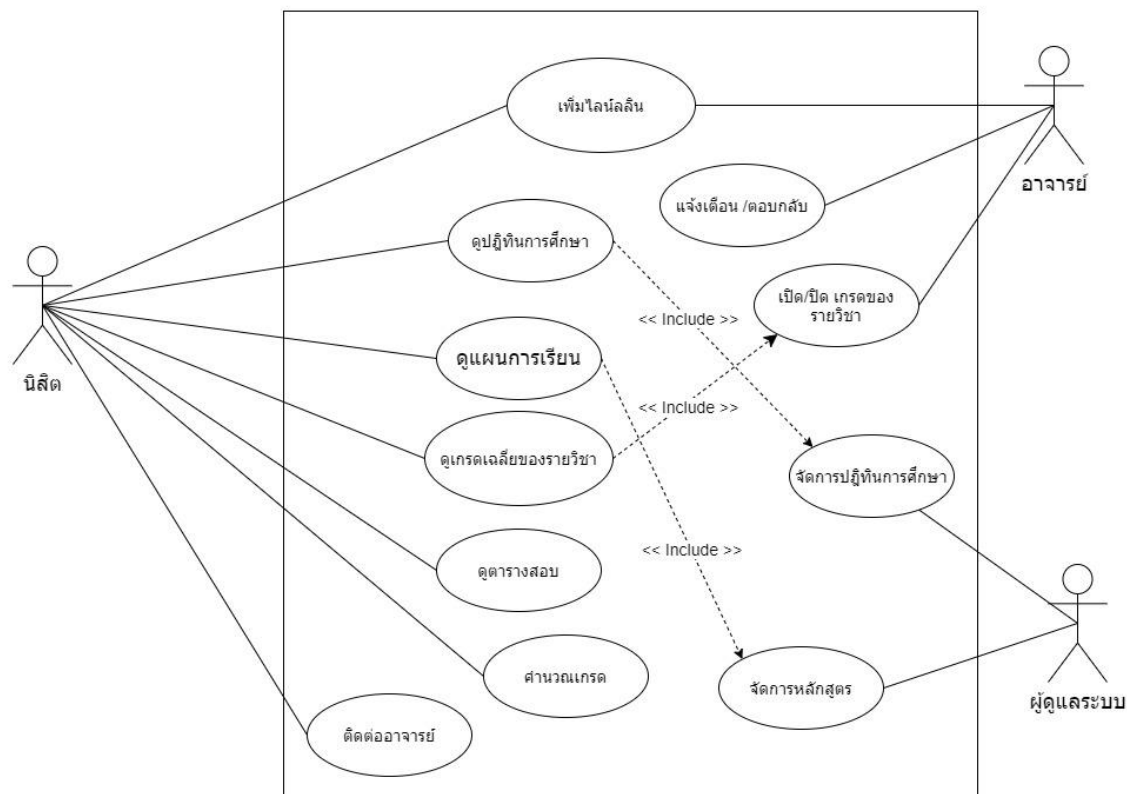 เพิ่มไลน์ลลิน
อาจารย์
แจ้งเตือน /ตอบกลับ
ดูปฎิทินการศึกษา
เปิด/ปิด เกรดของ
รายวิชา
<< Include >>
นิสิต
ดูแผนการเรียน
<< Include >>
ดูเกรดเฉลี่ยของรายวิชา
จัดการปฎิทินการศึกษา
<< Include >>
ดูตารางสอบ
คำนวณเกรด
จัดการหลักสูตร
ผู้ดูแลระบบ
ติดต่ออาจารย์